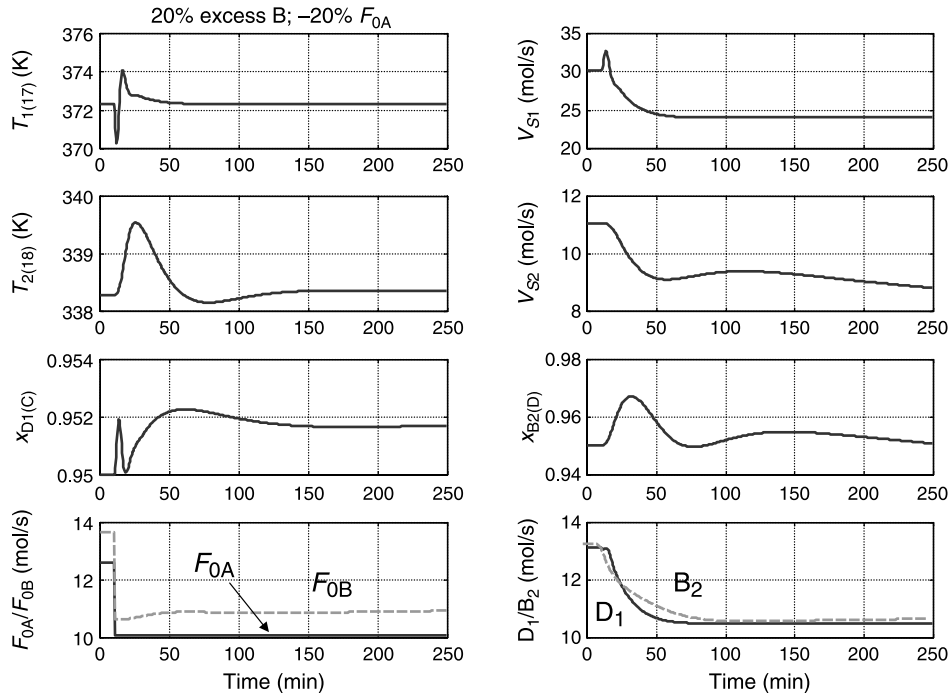 20% excess B; –20% F0A
T1(17) (K)
376
374
372
370
0 50 100 150 200 250
VS1 (mol/s)
35
30
25
20
0 50 100 150 200 250
T2(18) (K)
340
339
338
0 50 100 150 200 250
VS2 (mol/s)
12
10
8
0 50 100 150 200 250
xD1(C)
0.954
0.952
0.95
0 50 100 150 200 250
xB2(D)
0.98
0.96
0.94
0 50 100 150 200 250
F0A/F0B (mol/s)
14
12
10
F0A
F0B
0 50 100 150 200 250
Time (min)
D1/B2 (mol/s)
14
12
10
D1
B2
0 50 100 150 200 250
Time (min)